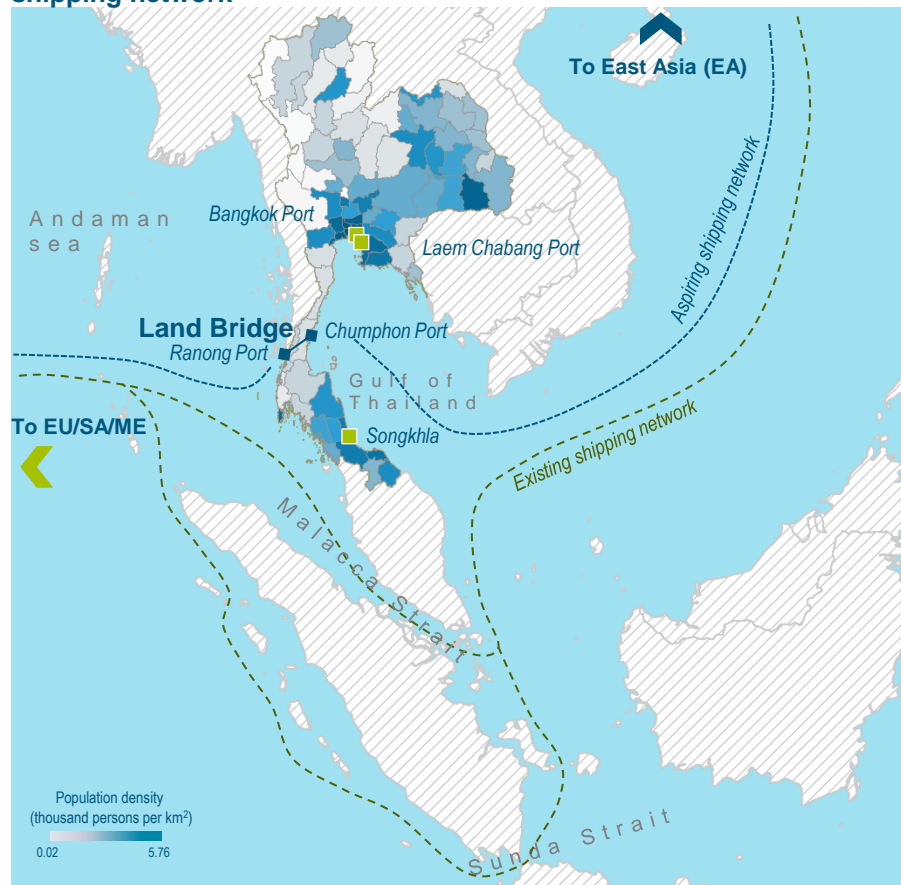 shipping network
To East Asia (EA)
Andaman
sea
Bangkok Port
Laem Chabang Port
Aspiring shipping network
Land Bridge
Chumphon Port
Ranong Port
Gulf of
Thailand
To EU/SA/ME
Songkhla
Existing shipping network
Malacca Strait
Population density
(thousand persons per km²)
0.02 5.76
Sunda Strait